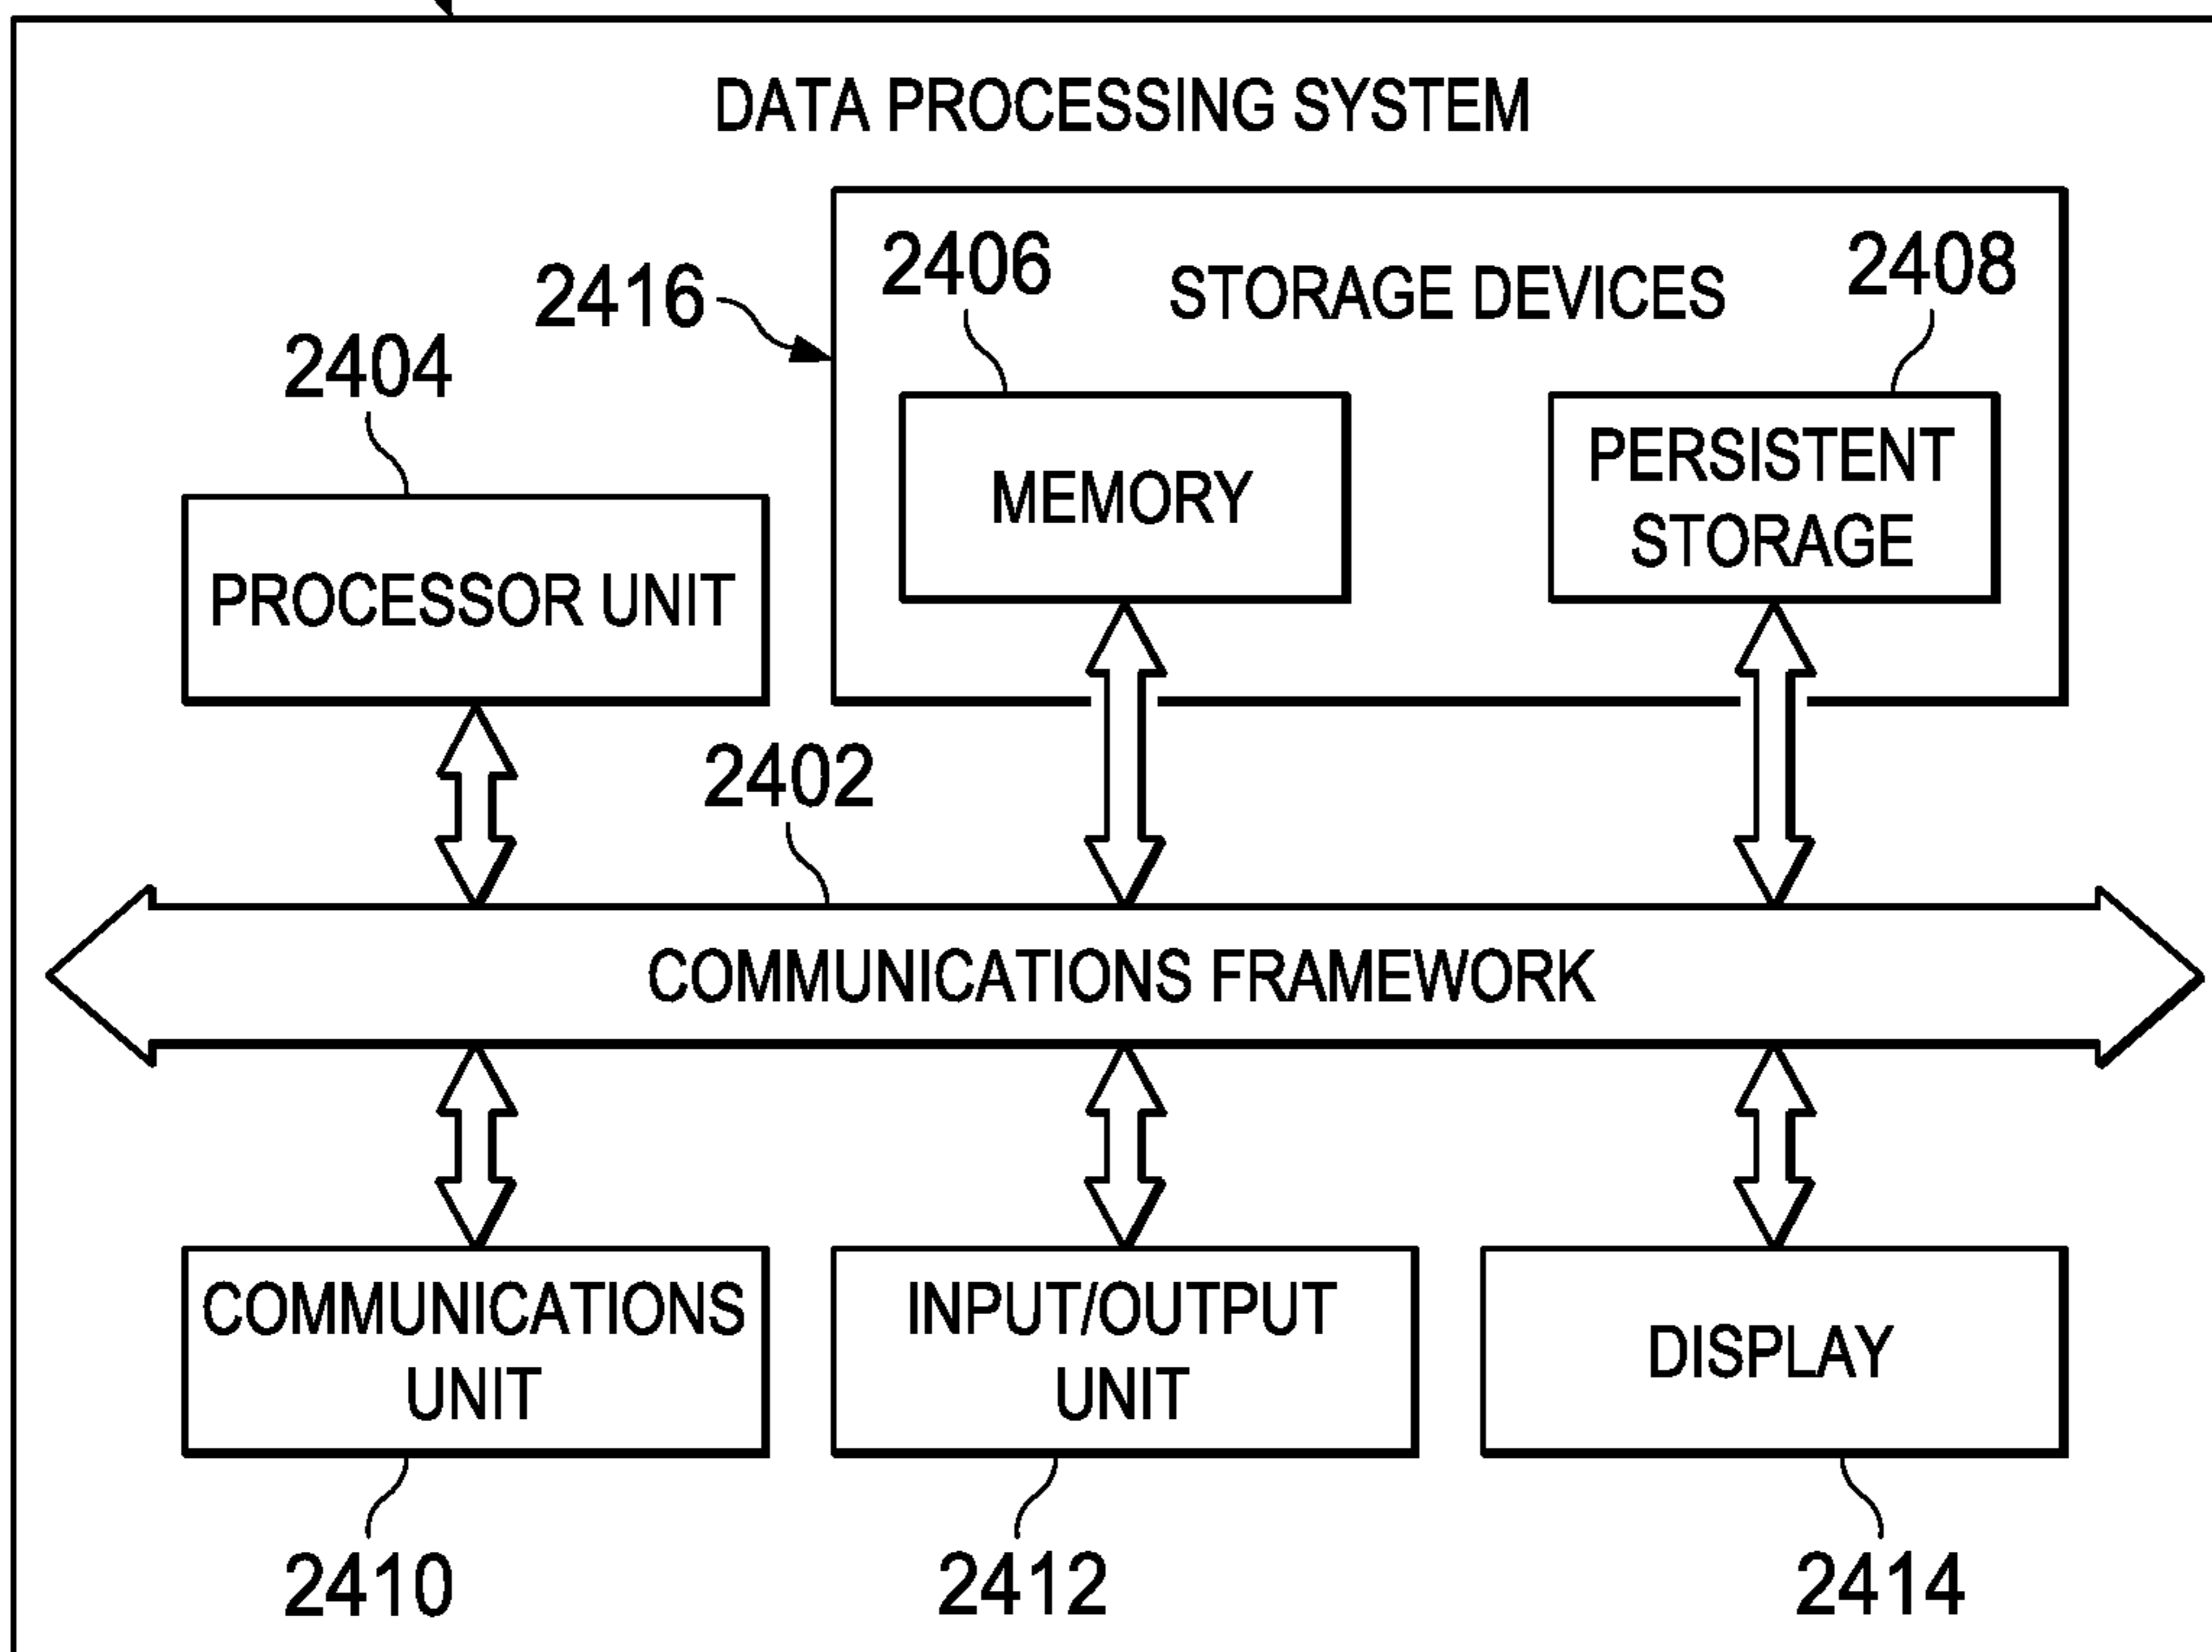 DATA PROCESSING SYSTEM
2416
2406
STORAGE DEVICES
2408
2404
MEMORY
PERSISTENT
STORAGE
PROCESSOR UNIT
2402
COMMUNICATIONS FRAMEWORK
COMMUNICATIONS
UNIT
INPUT/OUTPUT
UNIT
DISPLAY
2410
2412
2414